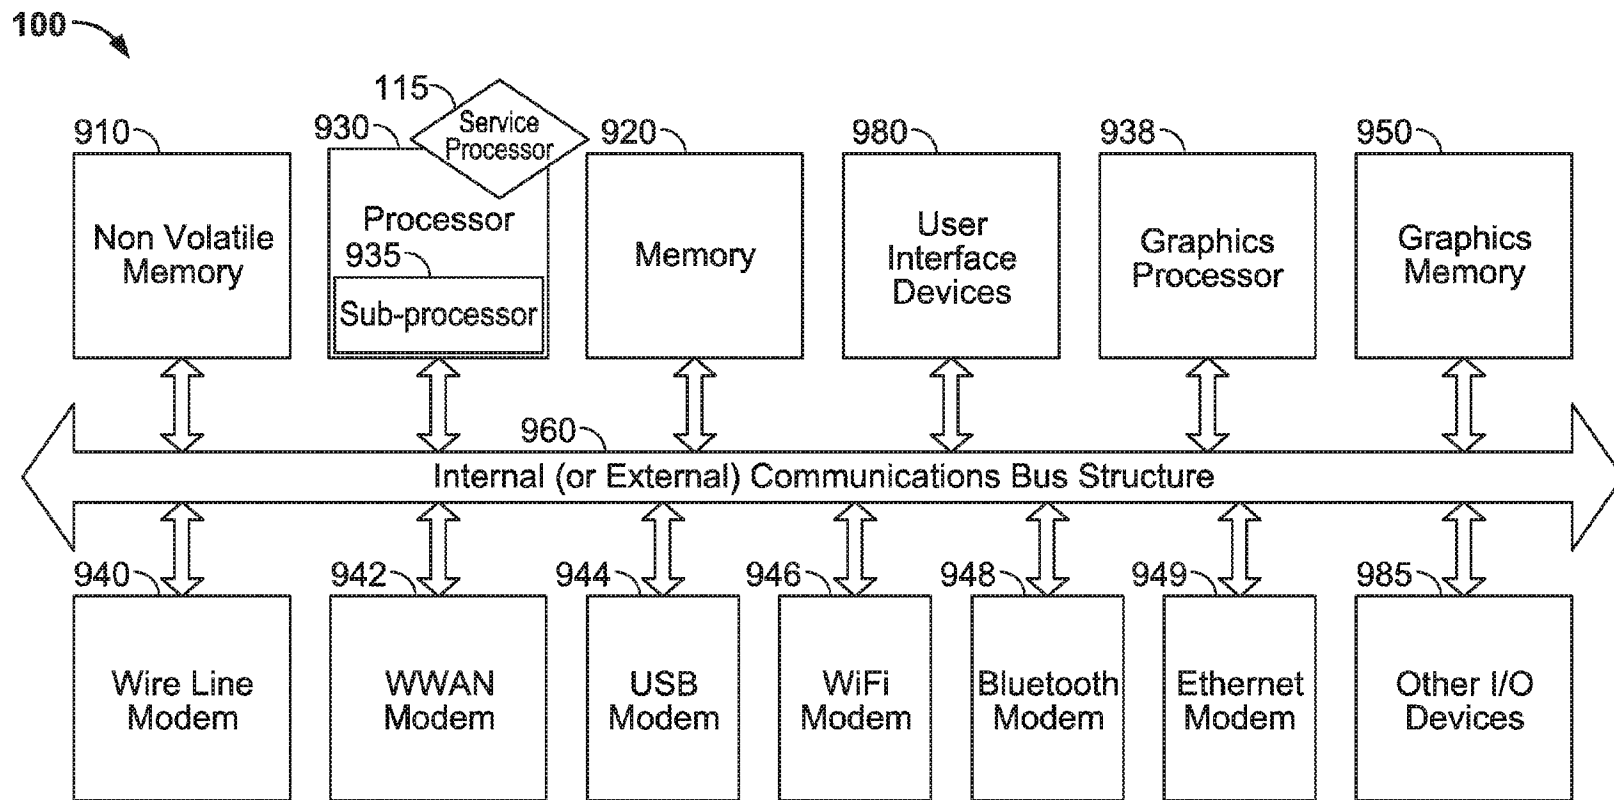 100
115
910
930
Service
Processor
920
980
938
950
Non Volatile
Memory
Processor
935
Sub-processor
Memory
User
Interface
Devices
Graphics
Processor
Graphics
Memory
960
Internal (or External) Communications Bus Structure
940
942
944
946
948
949
985
Wire Line
Modem
WWAN
Modem
USB
Modem
WiFi
Modem
Bluetooth
Modem
Ethernet
Modem
Other I/O
Devices